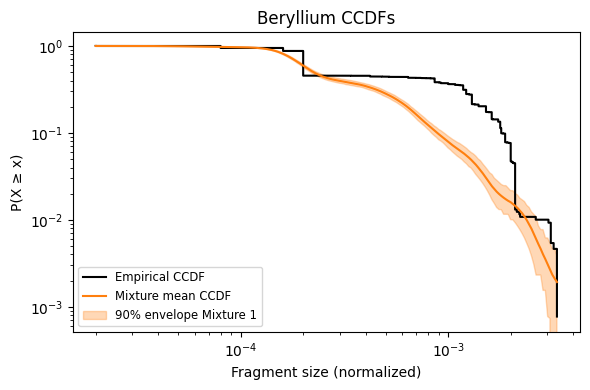 Beryllium CCDFs
P(X ≥ x)
10⁰
10⁻¹
10⁻²
10⁻³
Empirical CCDF
Mixture mean CCDF
90% envelope Mixture 1
10⁻⁴
10⁻³
Fragment size (normalized)